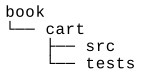 book
└── cart
    ├── src
    └── tests